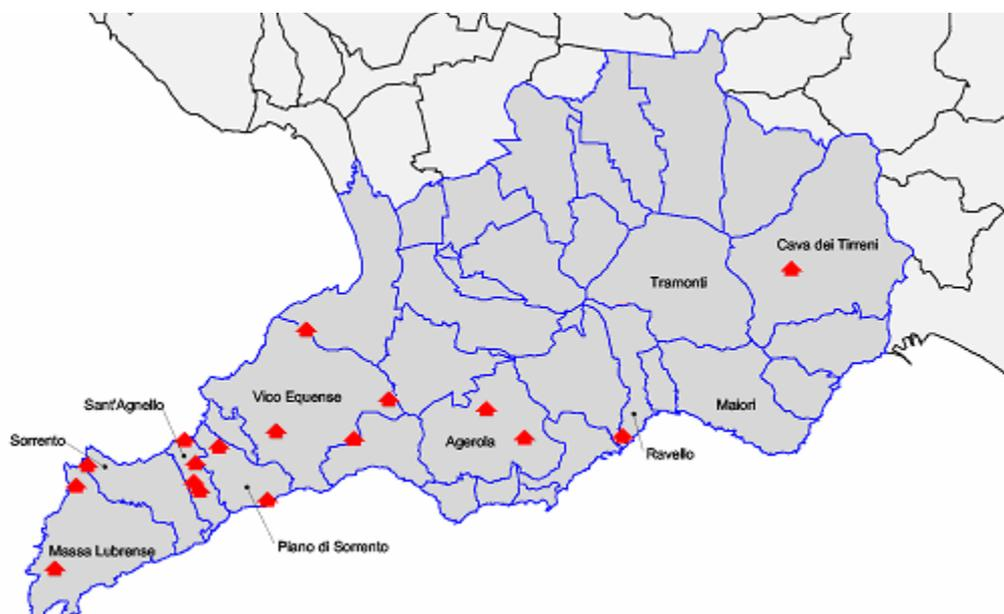 Cava dei Tirreni
Tramonti
Vico Equense
Sant'Agnello
Maiori
Sorrento
Agerola
Ravello
Piano di Sorrento
Massa Lubrense